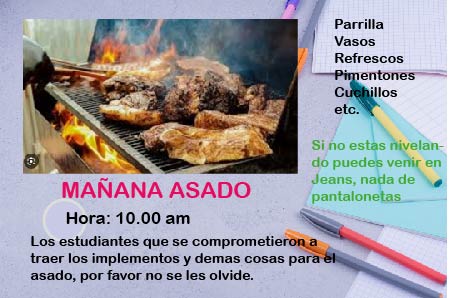 Parrilla
Vasos
Refrescos
Pimentones
Cuchillos
etc.
Si no estas nivelan-
do puedes venir en
Jeans, nada de
pantalonetas
MAÑANA ASADO
Hora: 10.00 am
Los estudiantes que se comprometieron a
traer los implementos y demas cosas para el
asado, por favor no se les olvide.